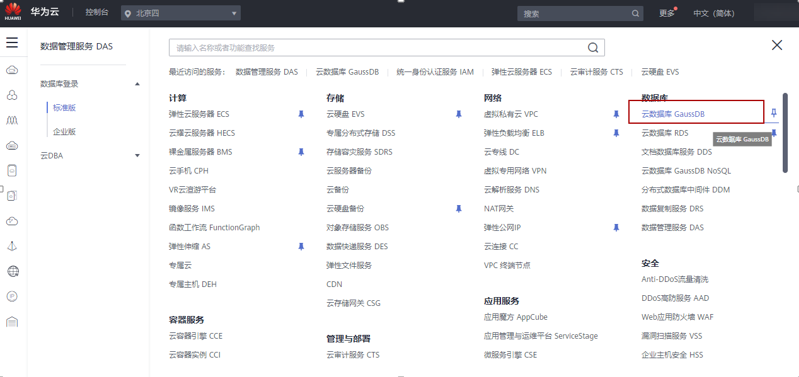 HUAWEI 华为云 控制台 北京四 搜索 更多 中文（简体）
数据管理服务 DAS
数据库登录
标准版
企业版
云DBA
请输入名称或者功能查找服务
最近访问的服务： 数据管理服务 DAS 云数据库 GaussDB 统一身份认证服务 IAM 弹性云服务器 ECS 云审计服务 CTS 云硬盘 EVS
计算
弹性云服务器 ECS
云耀云服务器 HECS
裸金属服务器 BMS
云手机 CPH
VR云渲游平台
镜像服务 IMS
函数工作流 FunctionGraph
弹性伸缩 AS
专属云
专属主机 DEH
容器服务
云容器引擎 CCE
云容器实例 CCI
存储
云硬盘 EVS
专属分布式存储 DSS
存储容灾服务 SDRS
云服务器备份
云备份
云硬盘备份
对象存储服务 OBS
数据快递服务 DES
弹性文件服务
CDN
云存储网关 CSG
管理与部署
云审计服务 CTS
网络
虚拟私有云 VPC
弹性负载均衡 ELB
云专线 DC
虚拟专用网络 VPN
云解析服务 DNS
NAT网关
弹性公网IP
云连接 CC
VPC 终端节点
应用服务
应用魔方 AppCube
应用管理与运维平台 ServiceStage
微服务引擎 CSE
数据库
云数据库 GaussDB
云数据库 RDS
云数据库 GaussDB
文档数据库服务 DDS
云数据库 GaussDB NoSQL
分布式数据库中间件 DDM
数据复制服务 DRS
数据管理服务 DAS
安全
Anti-DDoS流量清洗
DDoS高防服务 AAD
Web应用防火墙 WAF
漏洞扫描服务 VSS
企业主机安全 HSS